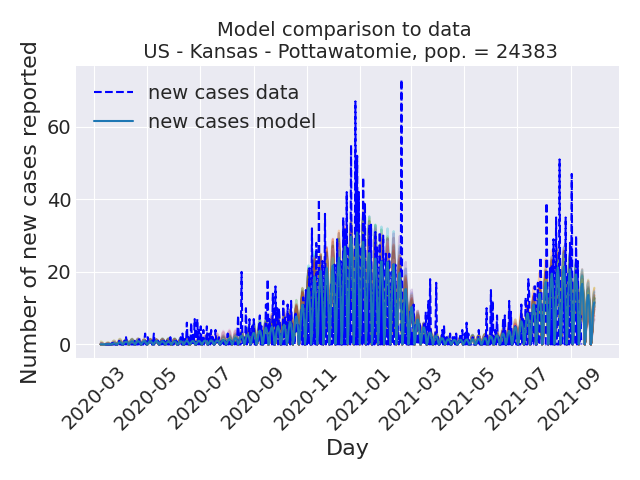 Model comparison to data
US - Kansas - Pottawatomie, pop. = 24383
Number of new cases reported
60
40
20
0
new cases data
new cases model
2020-03
2020-05
2020-07
2020-09
2020-11
2021-01
2021-03
2021-05
2021-07
2021-09
Day